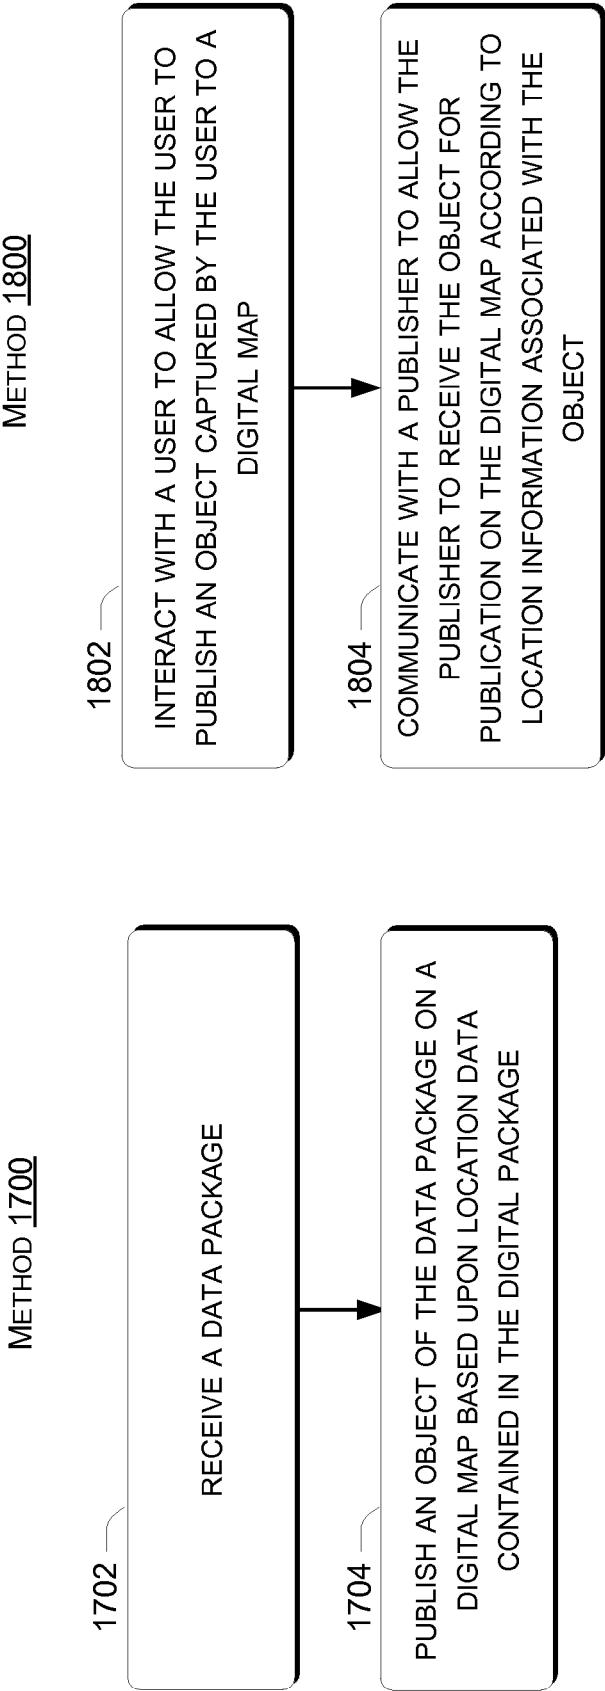 METHOD 1700
1702
RECEIVE A DATA PACKAGE
1704
PUBLISH AN OBJECT OF THE DATA PACKAGE ON A
DIGITAL MAP BASED UPON LOCATION DATA
CONTAINED IN THE DIGITAL PACKAGE
METHOD 1800
1802
INTERACT WITH A USER TO ALLOW THE USER TO
PUBLISH AN OBJECT CAPTURED BY THE USER TO A
DIGITAL MAP
1804
COMMUNICATE WITH A PUBLISHER TO ALLOW THE
PUBLISHER TO RECEIVE THE OBJECT FOR
PUBLICATION ON THE DIGITAL MAP ACCORDING TO
LOCATION INFORMATION ASSOCIATED WITH THE
OBJECT